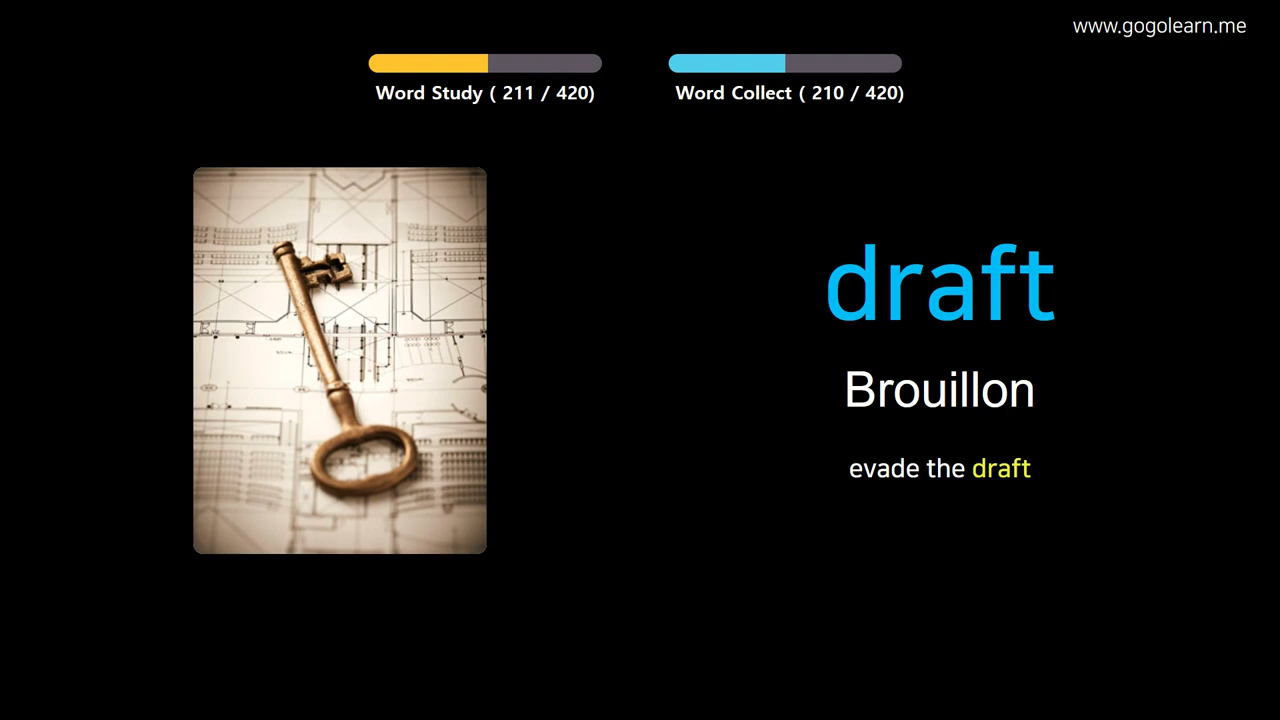 www.gogolearn.me
Word Study ( 211 / 420)
Word Collect ( 210 / 420)
draft
Brouillon
evade the draft